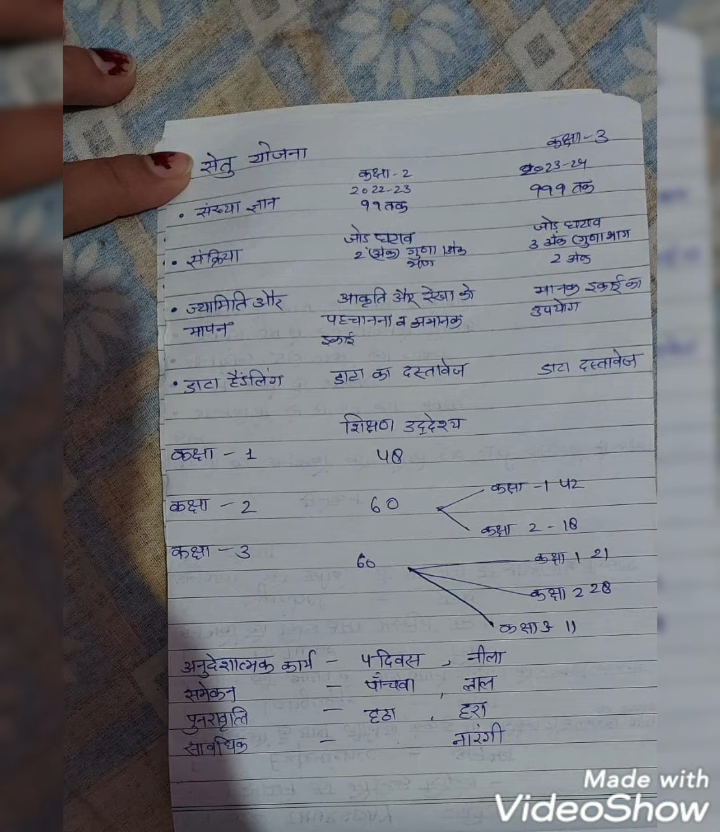 सेतु योजना
कक्षा - 3
कक्षा - 2
2022-23
2023-24
• संख्या ज्ञान
99 तक
999 तक
• संक्रिया
जोड़ घटाव
2 अंक गुणा
जोड़ घटाव
3 अंक गुणा भाग
2 अंक
• ज्यामिति और
मापन
आकृति और रेखा को
पहचानना व अमानक
इकाई
मानक इकाई का
उपयोग
• डाटा हैंडलिंग
डाटा का दस्तावेज
डाटा दस्तावेज
शिक्षण उद्देश्य
कक्षा - 1 48
कक्षा - 2 60
कक्षा - 1 42
कक्षा 2 - 18
कक्षा - 3 60
कक्षा 1 21
कक्षा 2 28
कक्षा 3 11
अनुदेशात्मक कार्य - 4 दिवस , नीला
समेकन - पाँचवा , लाल
पुनरावृति - छठा , हरा
सावधिक - नारंगी
Made with
VideoShow